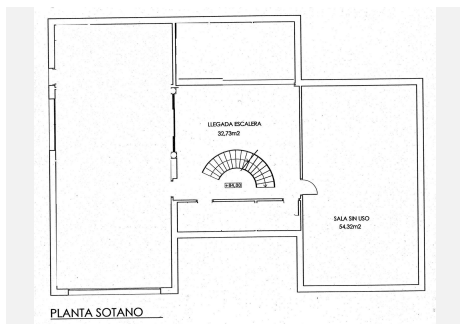 LLEGADA ESCALERA
32,73m2
SALA SIN USO
54.32m2
PLANTA SOTANO